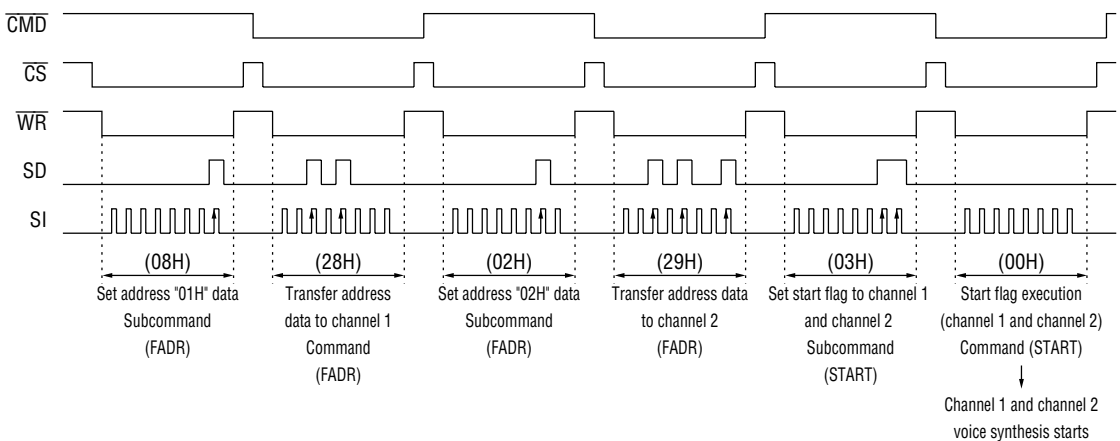 CMD
CS
WR
SD
SI
(08H)
Set address "01H" data
Subcommand
(FADR)
(28H)
Transfer address
data to channel 1
Command
(FADR)
(02H)
Set address "02H" data
Subcommand
(FADR)
(29H)
Transfer address data
to channel 2
(FADR)
(03H)
Set start flag to channel 1
and channel 2
Subcommand
(START)
(00H)
Start flag execution
(channel 1 and channel 2)
Command (START)
Channel 1 and channel 2
voice synthesis starts